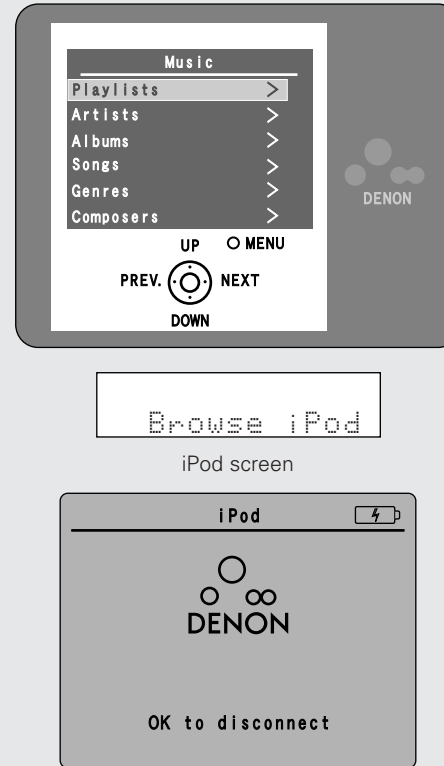 Music
Playlists >
Artists >
Albums >
Songs >
Genres >
Composers >
DENON
UP MENU
PREV. NEXT
DOWN
Browse iPod
iPod screen
iPod
DENON
OK to disconnect